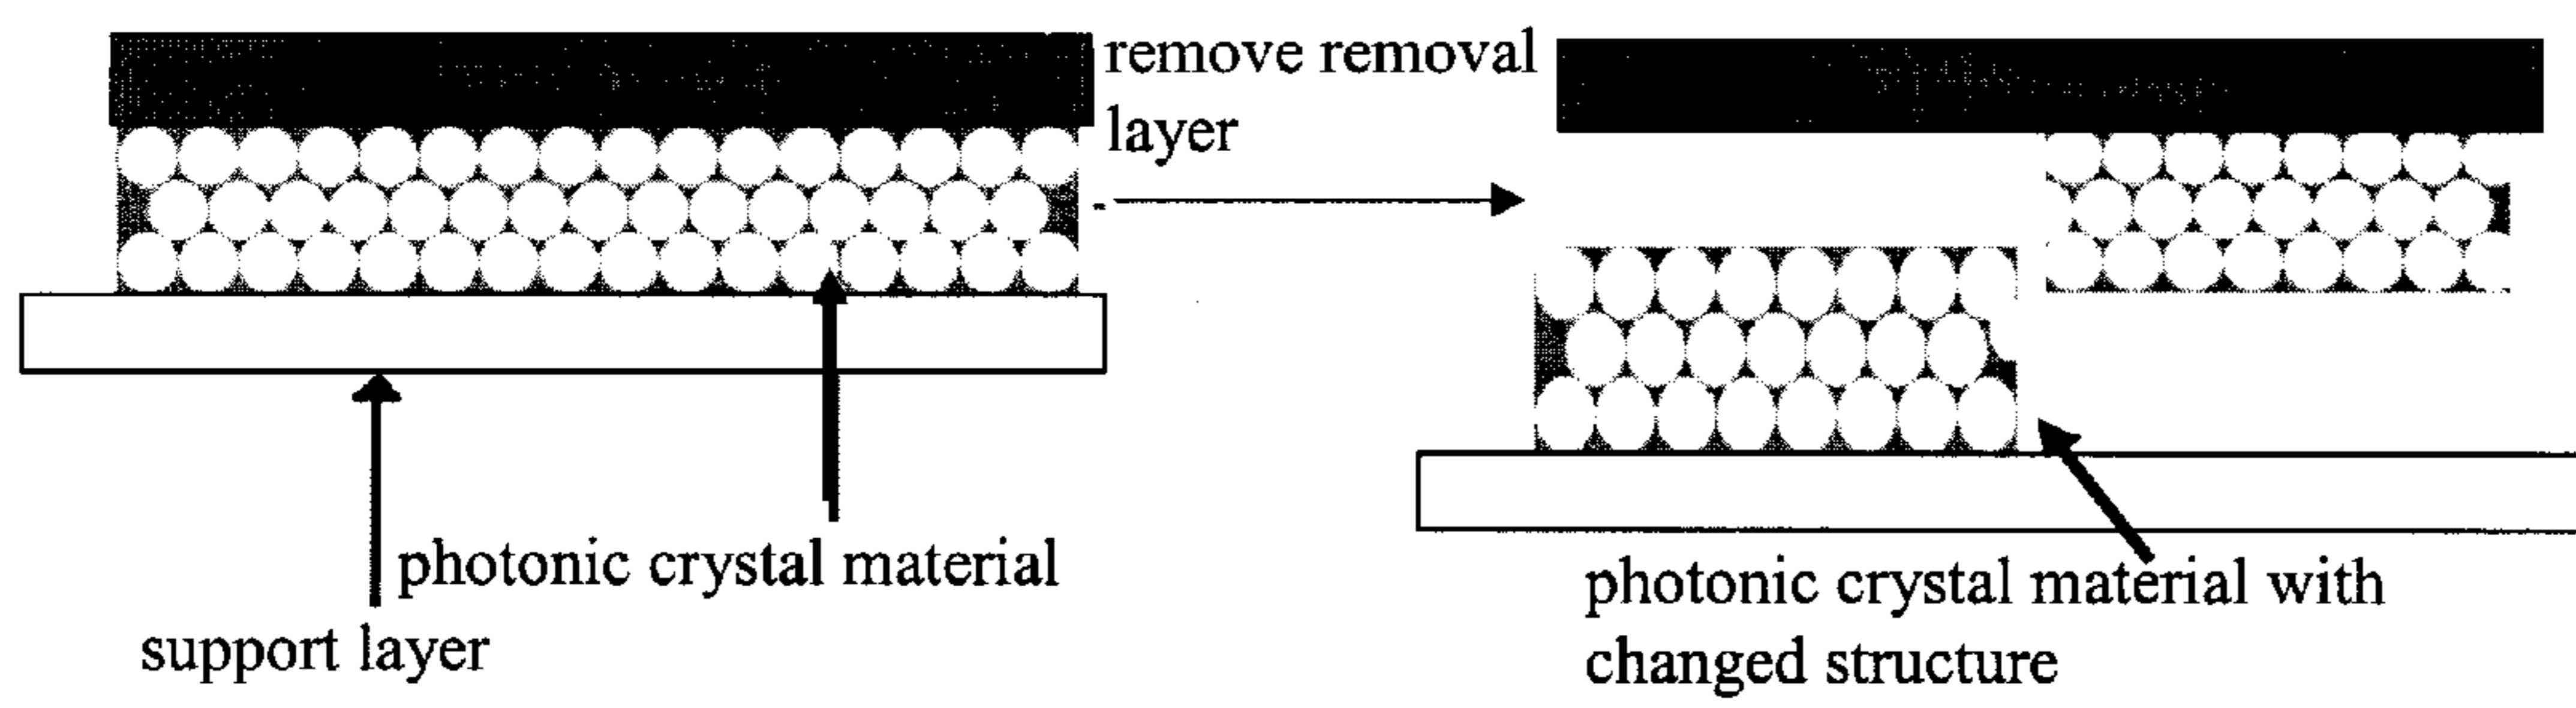 remove removal
layer
photonic crystal material
support layer
photonic crystal material with
changed structure